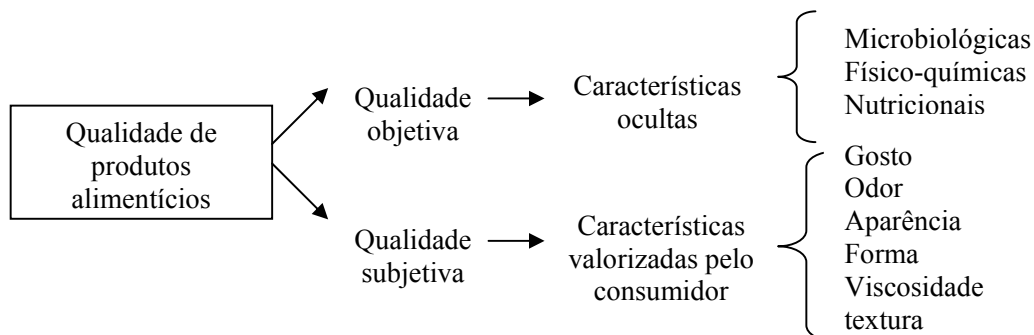 Qualidade de
produtos
alimentícios
Qualidade
objetiva
Características
ocultas
Microbiológicas
Físico-químicas
Nutricionais
Qualidade
subjetiva
Características
valorizadas pelo
consumidor
Gosto
Odor
Aparência
Forma
Viscosidade
textura